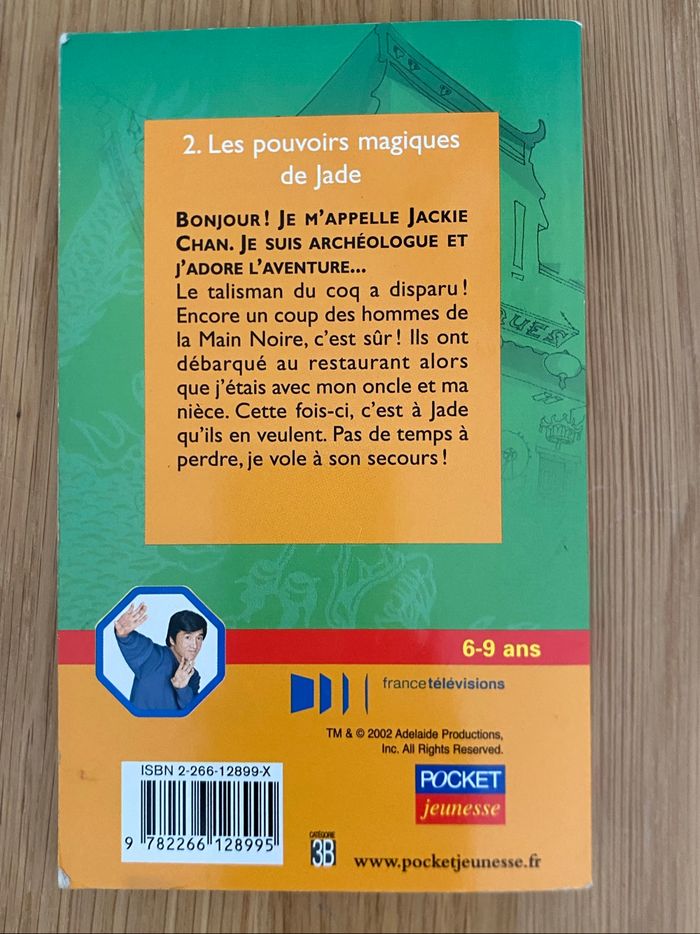 2. Les pouvoirs magiques
de Jade
BONJOUR ! JE M'APPELLE JACKIE
CHAN. JE SUIS ARCHÉOLOGUE ET
J'ADORE L'AVENTURE...
Le talisman du coq a disparu !
Encore un coup des hommes de
la Main Noire, c'est sûr ! Ils ont
débarqué au restaurant alors
que j'étais avec mon oncle et ma
nièce. Cette fois-ci, c'est à Jade
qu'ils en veulent. Pas de temps à
perdre, je vole à son secours !
QUES
6-9 ans
francetélévisions
TM & © 2002 Adelaide Productions,
Inc. All Rights Reserved.
POCKET
jeunesse
ISBN 2-266-12899-X
9 782266 128995
CATÉGORIE
3B
www.pocketjeunesse.fr